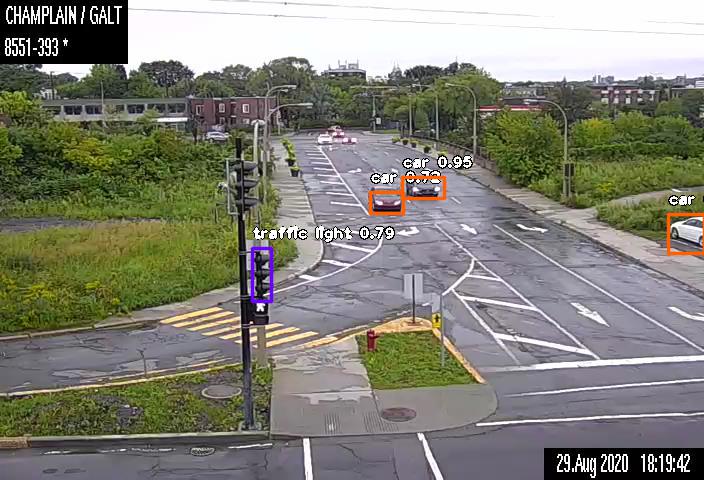 CHAMPLAIN / GALT
8551-393 *
car 0.95
car 0.72
car
traffic light 0.79
29.Aug 2020 18:19:42